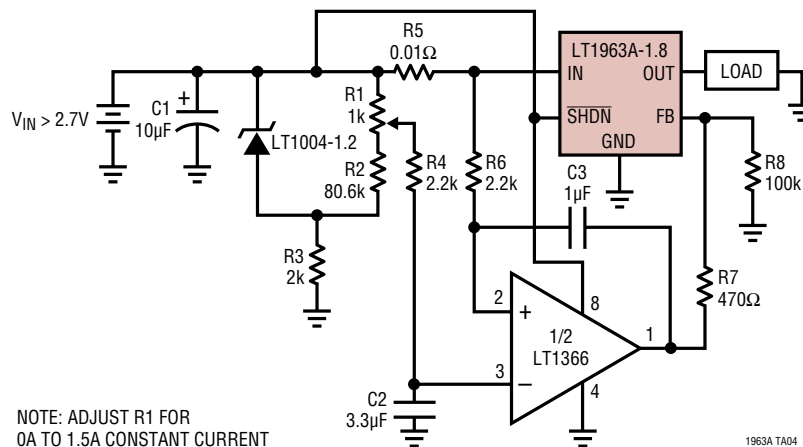 R5
0.01Ω
LT1963A-1.8
IN
OUT
LOAD
R1
1k
SHDN
FB
VIN > 2.7V
+
C1
10µF
LT1004-1.2
GND
R2
80.6k
R4
2.2k
R6
2.2k
C3
1µF
R8
100k
R3
2k
R7
470Ω
2
+
8
1/2
LT1366
1
3
–
4
C2
3.3µF
NOTE: ADJUST R1 FOR
0A TO 1.5A CONSTANT CURRENT
1963A TA04